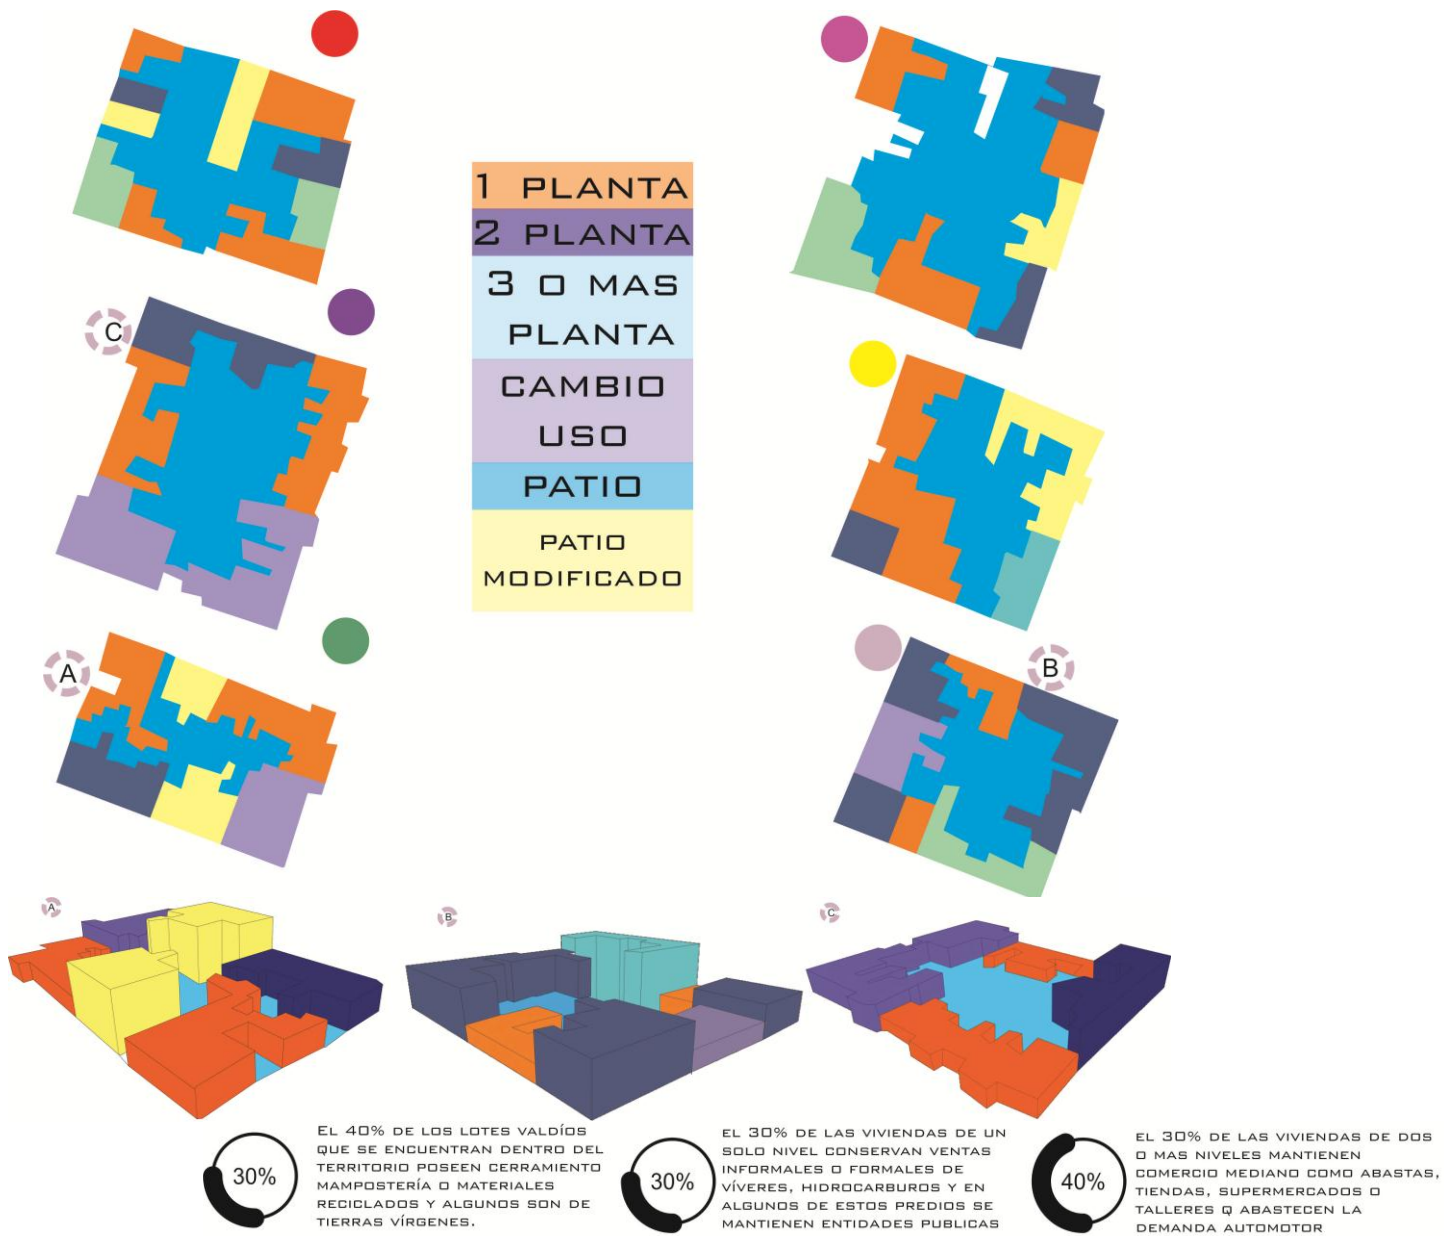 1 PLANTA
2 PLANTA
3 O MAS
PLANTA
CAMBIO
USO
PATIO
PATIO
MODIFICADO
C
A
B
A
B
C
30%
EL 40% DE LOS LOTES VALDÍOS
QUE SE ENCUENTRAN DENTRO DEL
TERRITORIO POSEEN CERRAMIENTO
MAMPOSTERÍA O MATERIALES
RECICLADOS Y ALGUNOS SON DE
TIERRAS VÍRGENES.
30%
EL 30% DE LAS VIVIENDAS DE UN
SOLO NIVEL CONSERVAN VENTAS
INFORMALES O FORMALES DE
VÍVERES, HIDROCARBUROS Y EN
ALGUNOS DE ESTOS PREDIOS SE
MANTIENEN ENTIDADES PUBLICAS
40%
EL 30% DE LAS VIVIENDAS DE DOS
O MAS NIVELES MANTIENEN
COMERCIO MEDIANO COMO ABASTAS,
TIENDAS, SUPERMERCADOS O
TALLERES Q ABASTECEN LA
DEMANDA AUTOMOTOR